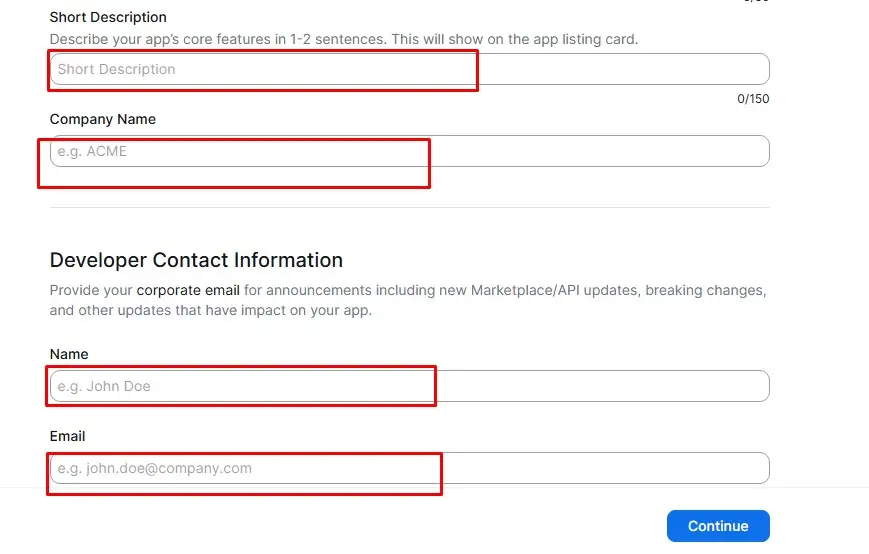 Short Description
Describe your app's core features in 1-2 sentences. This will show on the app listing card.
Short Description
0/150
Company Name
e.g. ACME
Developer Contact Information
Provide your corporate email for announcements including new Marketplace/API updates, breaking changes,
and other updates that have impact on your app.
Name
e.g. John Doe
Email
e.g. john.doe@company.com
Continue